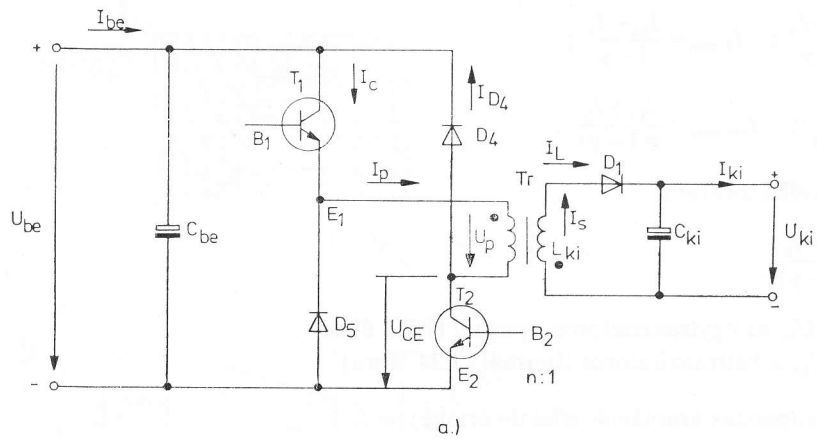 I_be
+
T_1
I_c
I_D4
B_1
D_4
I_p
I_L
D_1
I_ki
+
Tr
E_1
U_be
C_be
U_p
L_ki
I_s
C_ki
U_ki
T_2
D_5
U_CE
B_2
-
-
E_2
n:1
a.)